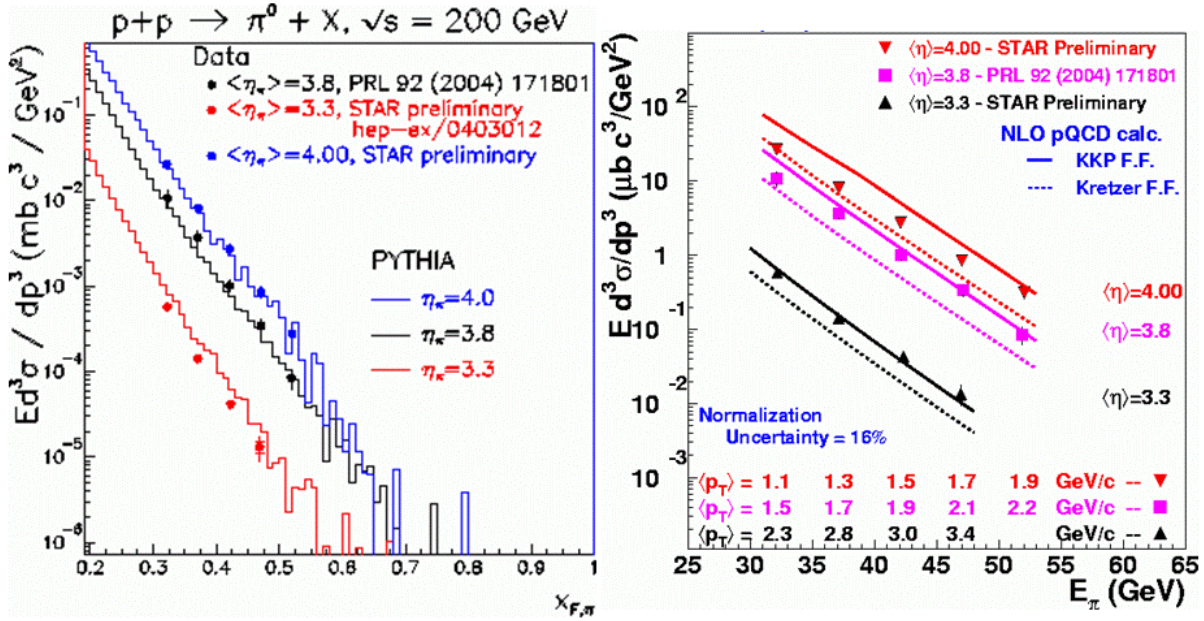 p+p → π⁰ + X, √s = 200 GeV
Data
<η_π>=3.8, PRL 92 (2004) 171801
<η_π>=3.3, STAR preliminary
hep-ex/0403012
<η_π>=4.00, STAR preliminary
PYTHIA
η_π=4.0
η_π=3.8
η_π=3.3
Ed³σ / dp³ (mb c³ / GeV²)
10⁻¹
10⁻²
10⁻³
10⁻⁴
10⁻⁵
10⁻⁶
0.2 0.3 0.4 0.5 0.6 0.7 0.8 0.9 1
x_F,π
⟨η⟩=4.00 - STAR Preliminary
⟨η⟩=3.8 - PRL 92 (2004) 171801
⟨η⟩=3.3 - STAR Preliminary
NLO pQCD calc.
KKP F.F.
Kretzer F.F.
E d³σ/dp³ (μb c³/GeV²)
10²
10
1
10⁻¹
10⁻²
10
⟨η⟩=4.00
⟨η⟩=3.8
⟨η⟩=3.3
Normalization
Uncertainty = 16%
⟨p_T⟩ = 1.1 1.3 1.5 1.7 1.9 GeV/c --
⟨p_T⟩ = 1.5 1.7 1.9 2.1 2.2 GeV/c --
⟨p_T⟩ = 2.3 2.8 3.0 3.4 GeV/c --
25 30 35 40 45 50 55 60 65
E_π (GeV)